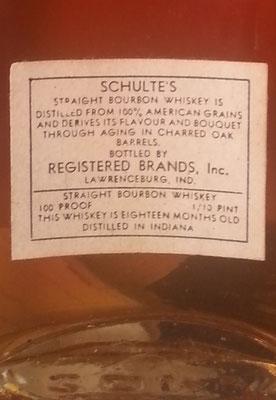 SCHULTE'S
STRAIGHT BOURBON WHISKEY IS
DISTILLED FROM 100% AMERICAN GRAINS
AND DERIVES ITS FLAVOUR AND BOUQUET
THROUGH AGING IN CHARRED OAK
BARRELS.
BOTTLED BY
REGISTERED BRANDS, Inc.
LAWRENCEBURG, IND.
STRAIGHT BOURBON WHISKEY
100 PROOF 1/10 PINT
THIS WHISKEY IS EIGHTEEN MONTHS OLD
DISTILLED IN INDIANA